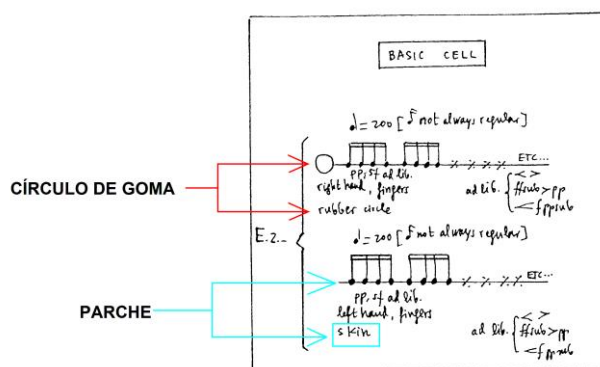 BASIC CELL
♩=200 [♬ not always regular]
ETC...
pp, sf ad lib.
right hand, fingers
ad lib. { < >
ffsub > pp
< f ppsub
CÍRCULO DE GOMA
rubber circle
E.2.-
♩=200 [♬ not always regular]
ETC...
PARCHE
pp, sf ad lib.
left hand, fingers
skin
ad lib. { < >
ffsub > pp
< f ppsub